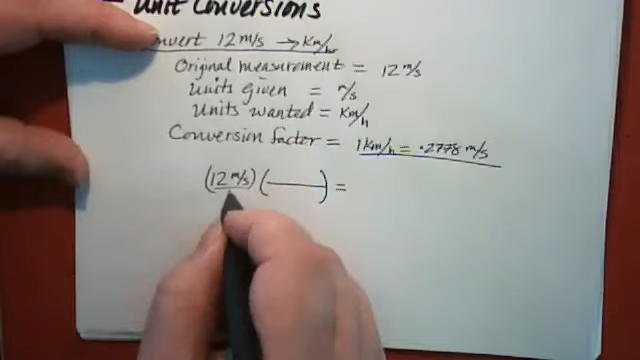 Unit Conversions
Convert 12 m/s → Km/hr
Original measurement = 12 m/s
Units given = m/s
Units wanted = Km/h
Conversion factor = 1 Km/h = .2778 m/s
(12 m/s) ( ) =